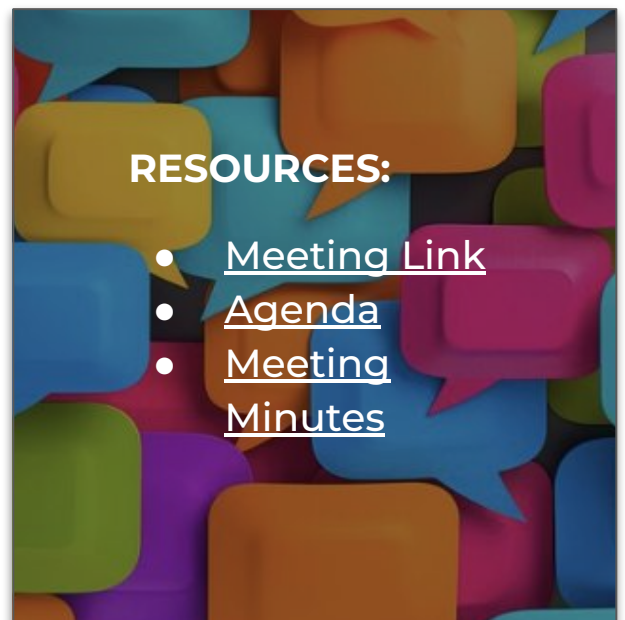 RESOURCES:
● Meeting Link
● Agenda
● Meeting
Minutes